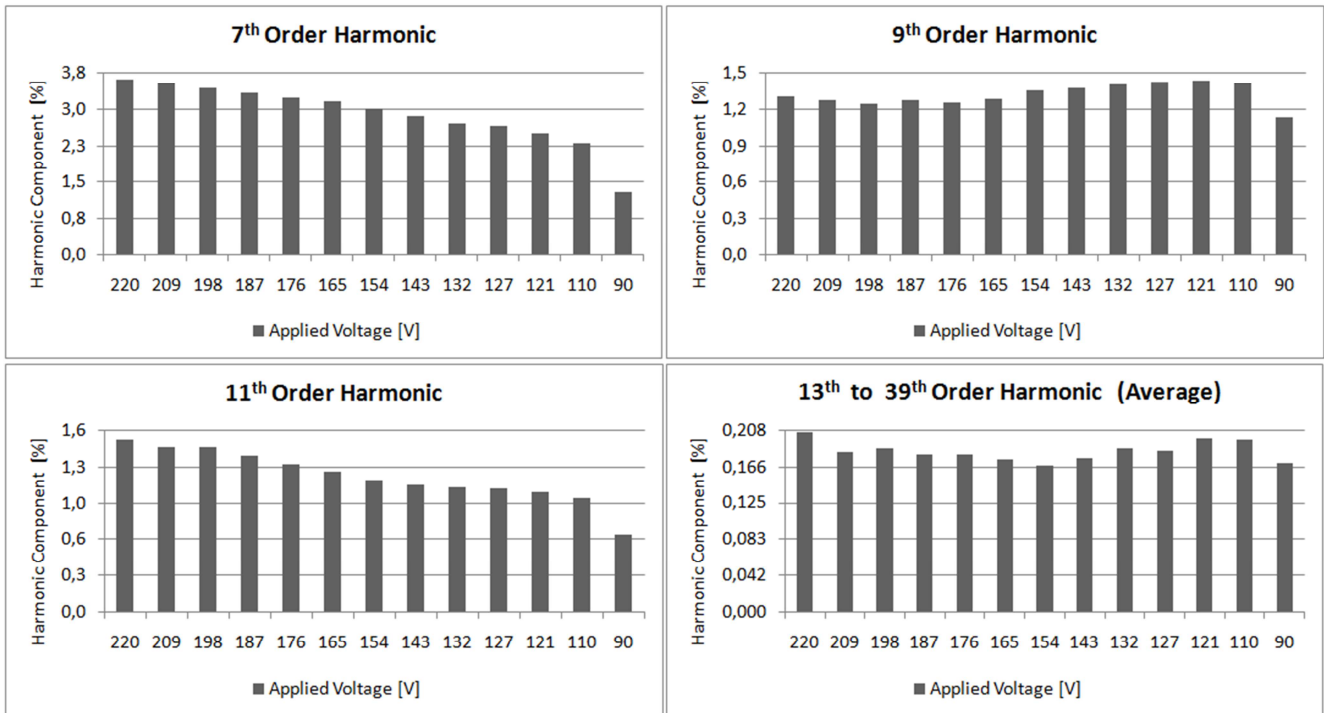 7th Order Harmonic
Harmonic Component [%]
3,8
3,0
2,3
1,5
0,8
0,0
220 209 198 187 176 165 154 143 132 127 121 110 90
Applied Voltage [V]
9th Order Harmonic
Harmonic Component [%]
1,5
1,2
0,9
0,6
0,3
0,0
220 209 198 187 176 165 154 143 132 127 121 110 90
Applied Voltage [V]
11th Order Harmonic
Harmonic Component [%]
1,6
1,3
1,0
0,6
0,3
0,0
220 209 198 187 176 165 154 143 132 127 121 110 90
Applied Voltage [V]
13th to 39th Order Harmonic (Average)
Harmonic Component [%]
0,208
0,166
0,125
0,083
0,042
0,000
220 209 198 187 176 165 154 143 132 127 121 110 90
Applied Voltage [V]